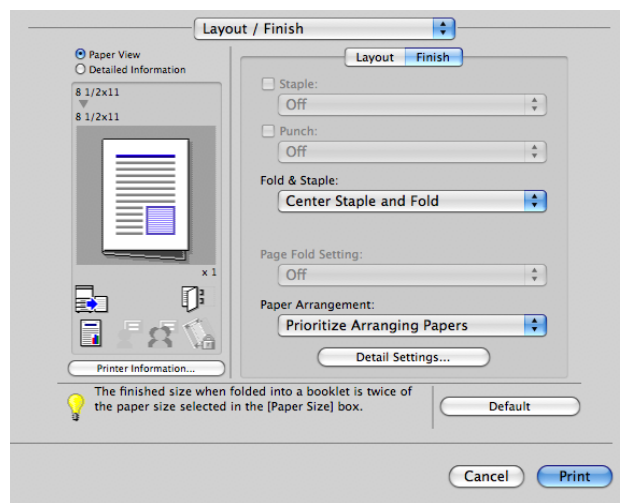 Layout / Finish
Paper View
Detailed Information
8 1/2x11
8 1/2x11
x 1
Printer Information...
Layout Finish
Staple:
Off
Punch:
Off
Fold & Staple:
Center Staple and Fold
Page Fold Setting:
Off
Paper Arrangement:
Prioritize Arranging Papers
Detail Settings...
The finished size when folded into a booklet is twice of
the paper size selected in the [Paper Size] box.
Default
Cancel Print